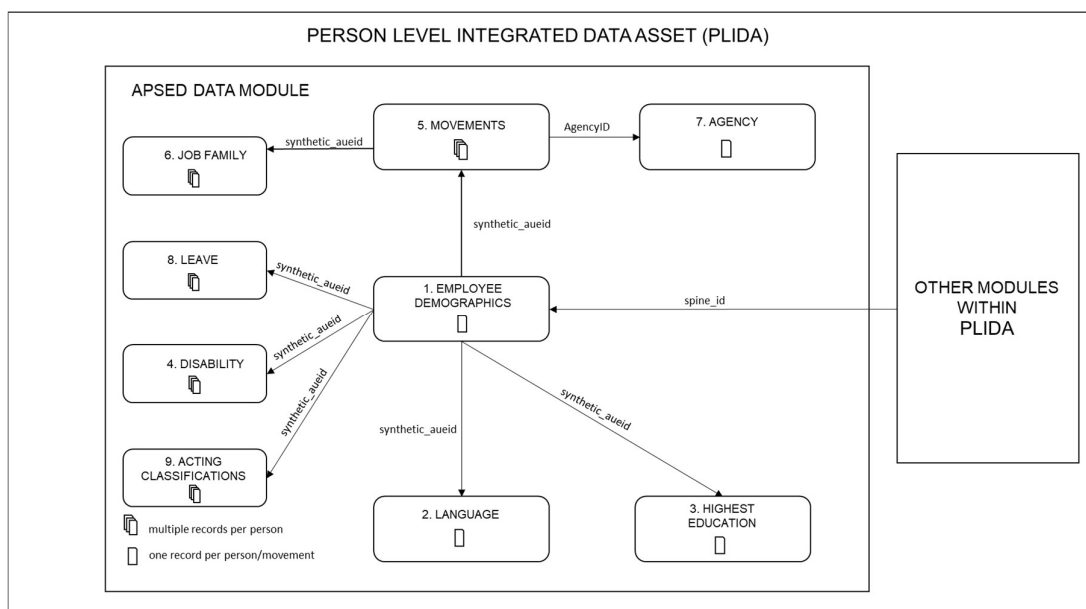 PERSON LEVEL INTEGRATED DATA ASSET (PLIDA)
APSED DATA MODULE
5. MOVEMENTS
AgencyID
7. AGENCY
synthetic_aueid
6. JOB FAMILY
synthetic_aueid
8. LEAVE
synthetic_aueid
1. EMPLOYEE
DEMOGRAPHICS
spine_id
OTHER MODULES
WITHIN
PLIDA
4. DISABILITY
synthetic_aueid
synthetic_aueid
synthetic_aueid
synthetic_aueid
9. ACTING
CLASSIFICATIONS
2. LANGUAGE
3. HIGHEST
EDUCATION
multiple records per person
one record per person/movement